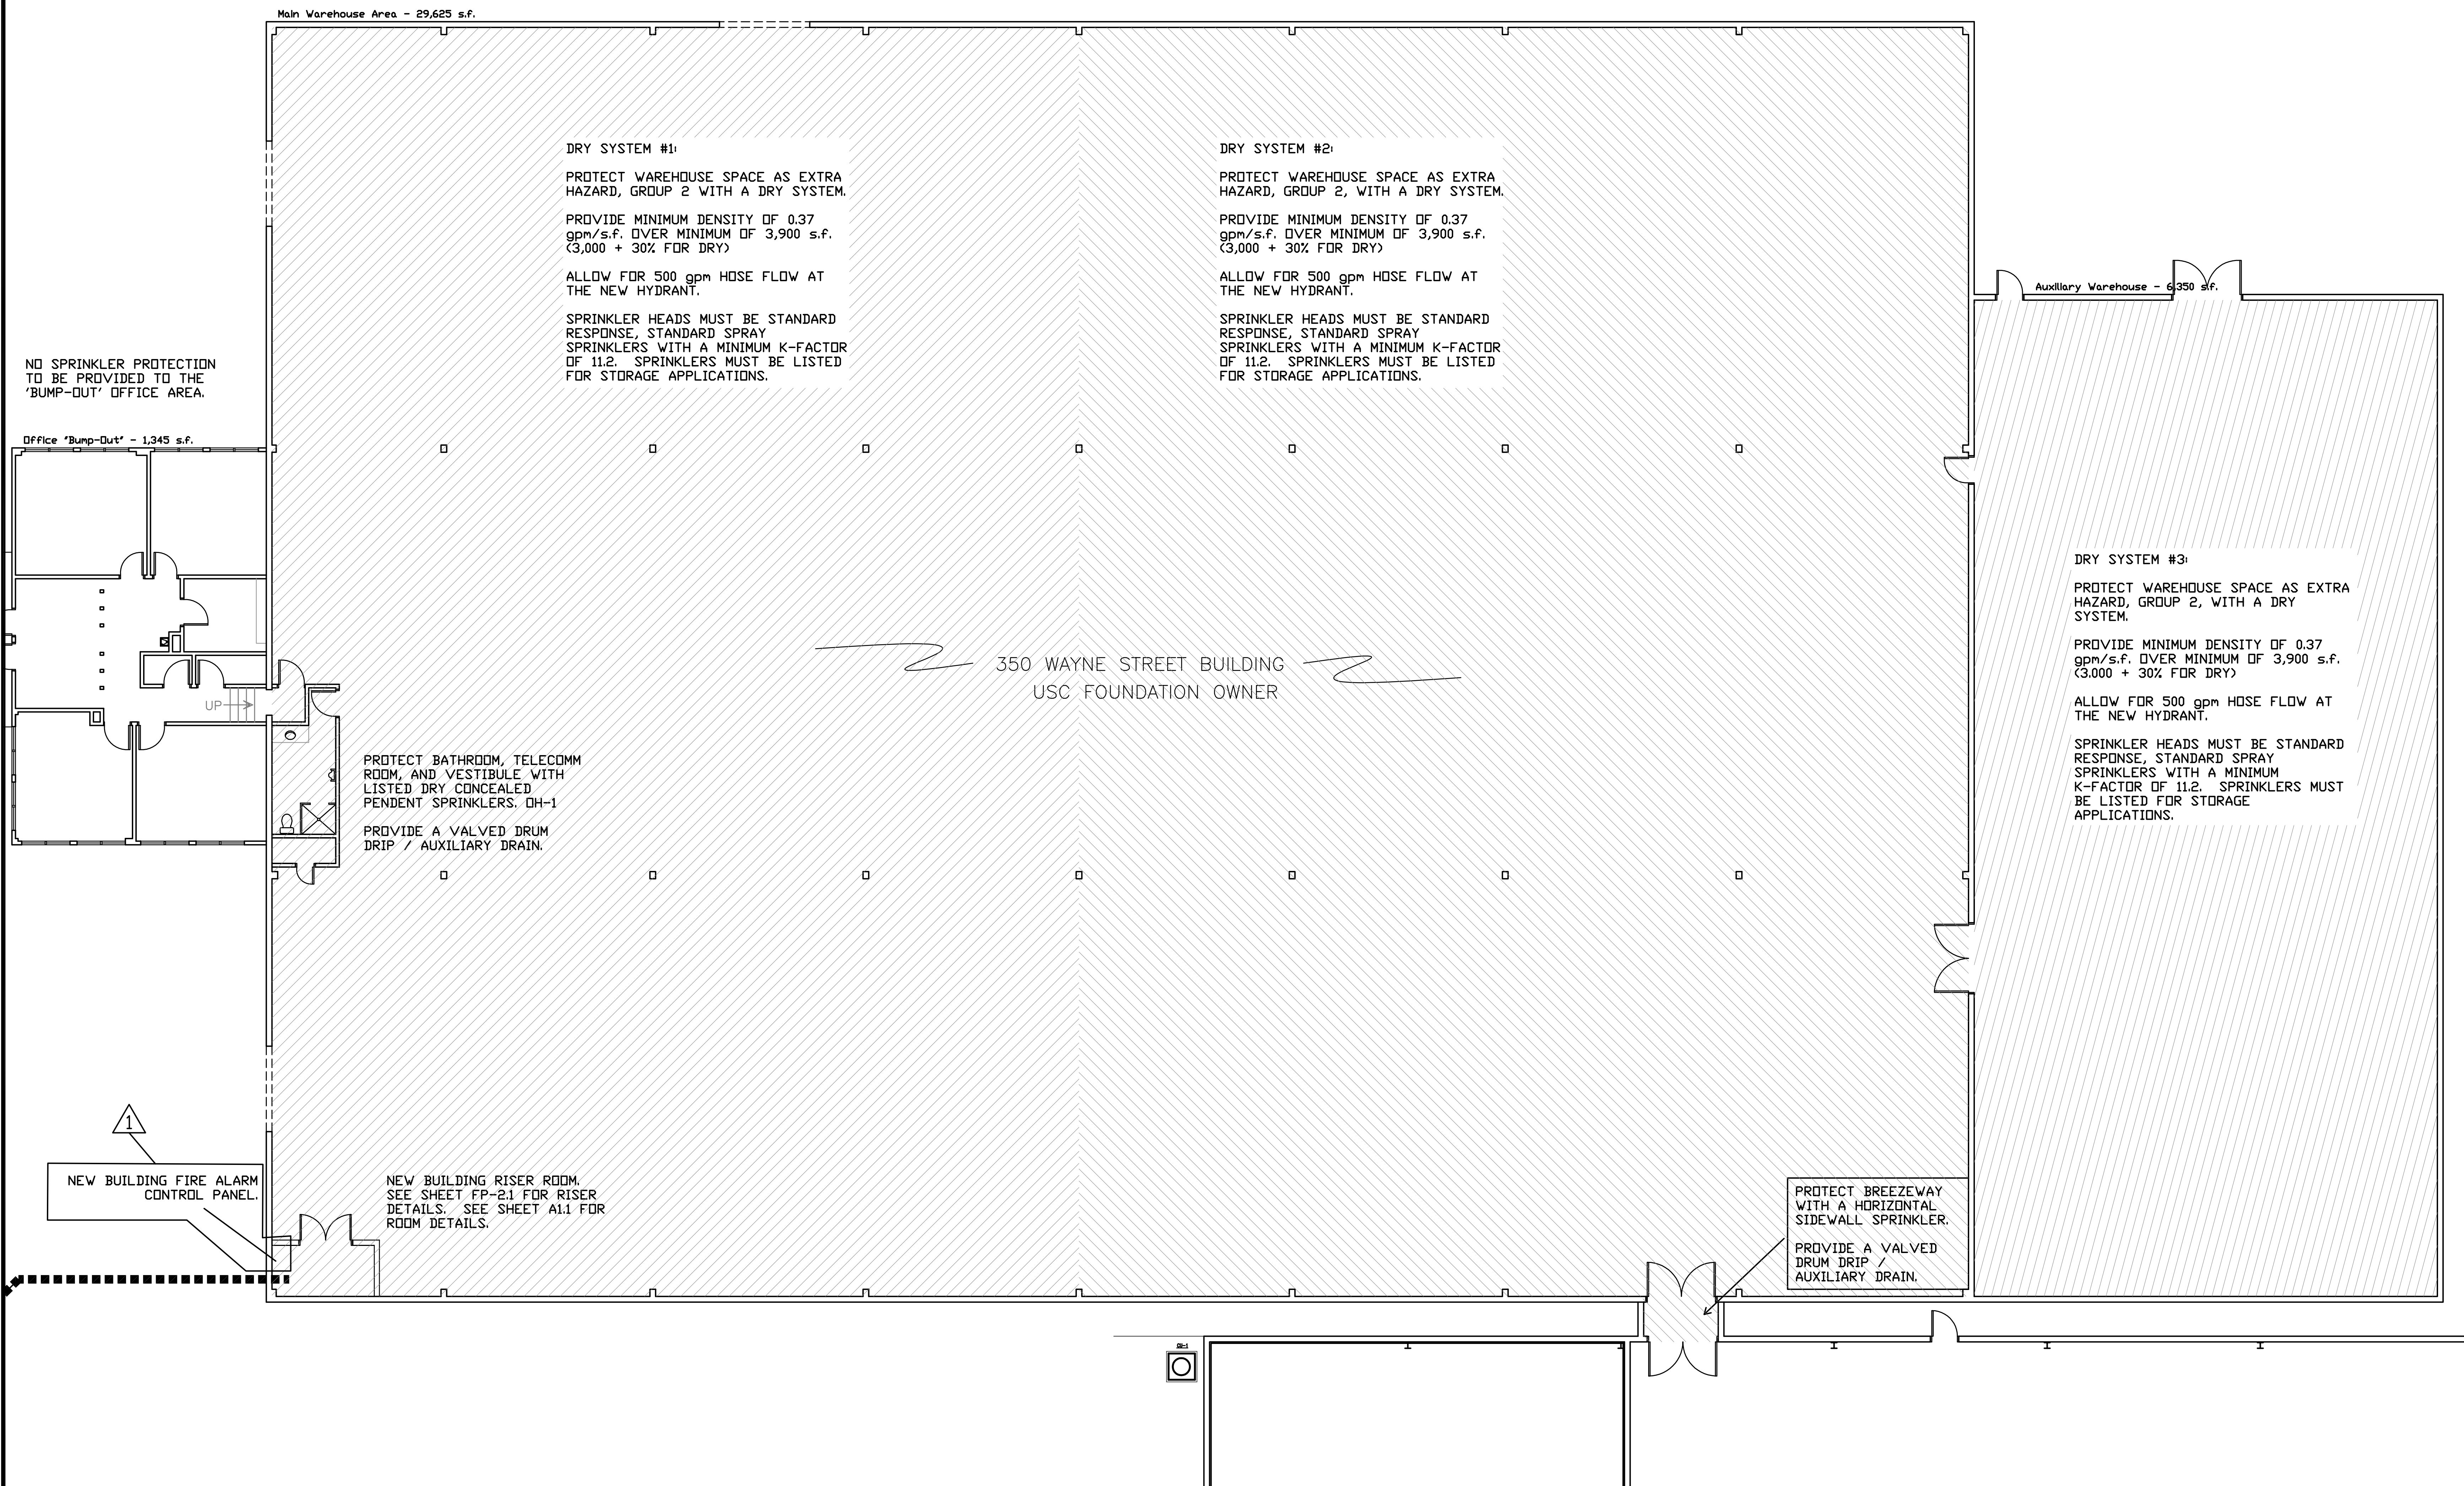 Main Warehouse Area - 29,625 s.f.
DRY SYSTEM #1:
PROTECT WAREHOUSE SPACE AS EXTRA
HAZARD, GROUP 2 WITH A DRY SYSTEM.
PROVIDE MINIMUM DENSITY OF 0.37
gpm/s.f. OVER MINIMUM OF 3,900 s.f.
(3,000 + 30% FOR DRY)
ALLOW FOR 500 gpm HOSE FLOW AT
THE NEW HYDRANT.
SPRINKLER HEADS MUST BE STANDARD
RESPONSE, STANDARD SPRAY
SPRINKLERS WITH A MINIMUM K-FACTOR
OF 11.2.  SPRINKLERS MUST BE LISTED
FOR STORAGE APPLICATIONS.
DRY SYSTEM #2:
PROTECT WAREHOUSE SPACE AS EXTRA
HAZARD, GROUP 2, WITH A DRY SYSTEM.
PROVIDE MINIMUM DENSITY OF 0.37
gpm/s.f. OVER MINIMUM OF 3,900 s.f.
(3,000 + 30% FOR DRY)
ALLOW FOR 500 gpm HOSE FLOW AT
THE NEW HYDRANT.
SPRINKLER HEADS MUST BE STANDARD
RESPONSE, STANDARD SPRAY
SPRINKLERS WITH A MINIMUM K-FACTOR
OF 11.2.  SPRINKLERS MUST BE LISTED
FOR STORAGE APPLICATIONS.
Auxiliary Warehouse - 6,350 s.f.
NO SPRINKLER PROTECTION
TO BE PROVIDED TO THE
'BUMP-OUT' OFFICE AREA.
Office 'Bump-Out' - 1,345 s.f.
DRY SYSTEM #3:
PROTECT WAREHOUSE SPACE AS EXTRA
HAZARD, GROUP 2, WITH A DRY
SYSTEM.
PROVIDE MINIMUM DENSITY OF 0.37
gpm/s.f. OVER MINIMUM OF 3,900 s.f.
(3.000 + 30% FOR DRY)
ALLOW FOR 500 gpm HOSE FLOW AT
THE NEW HYDRANT.
SPRINKLER HEADS MUST BE STANDARD
RESPONSE, STANDARD SPRAY
SPRINKLERS WITH A MINIMUM
K-FACTOR OF 11.2.  SPRINKLERS MUST
BE LISTED FOR STORAGE
APPLICATIONS.
350 WAYNE STREET BUILDING
USC FOUNDATION OWNER
UP
PROTECT BATHROOM, TELECOMM
ROOM, AND VESTIBULE WITH
LISTED DRY CONCEALED
PENDENT SPRINKLERS. OH-1
PROVIDE A VALVED DRUM
DRIP / AUXILIARY DRAIN.
1
NEW BUILDING FIRE ALARM
CONTROL PANEL.
NEW BUILDING RISER ROOM.
SEE SHEET FP-2.1 FOR RISER
DETAILS.  SEE SHEET A1.1 FOR
ROOM DETAILS.
PROTECT BREEZEWAY
WITH A HORIZONTAL
SIDEWALL SPRINKLER.
PROVIDE A VALVED
DRUM DRIP /
AUXILIARY DRAIN.